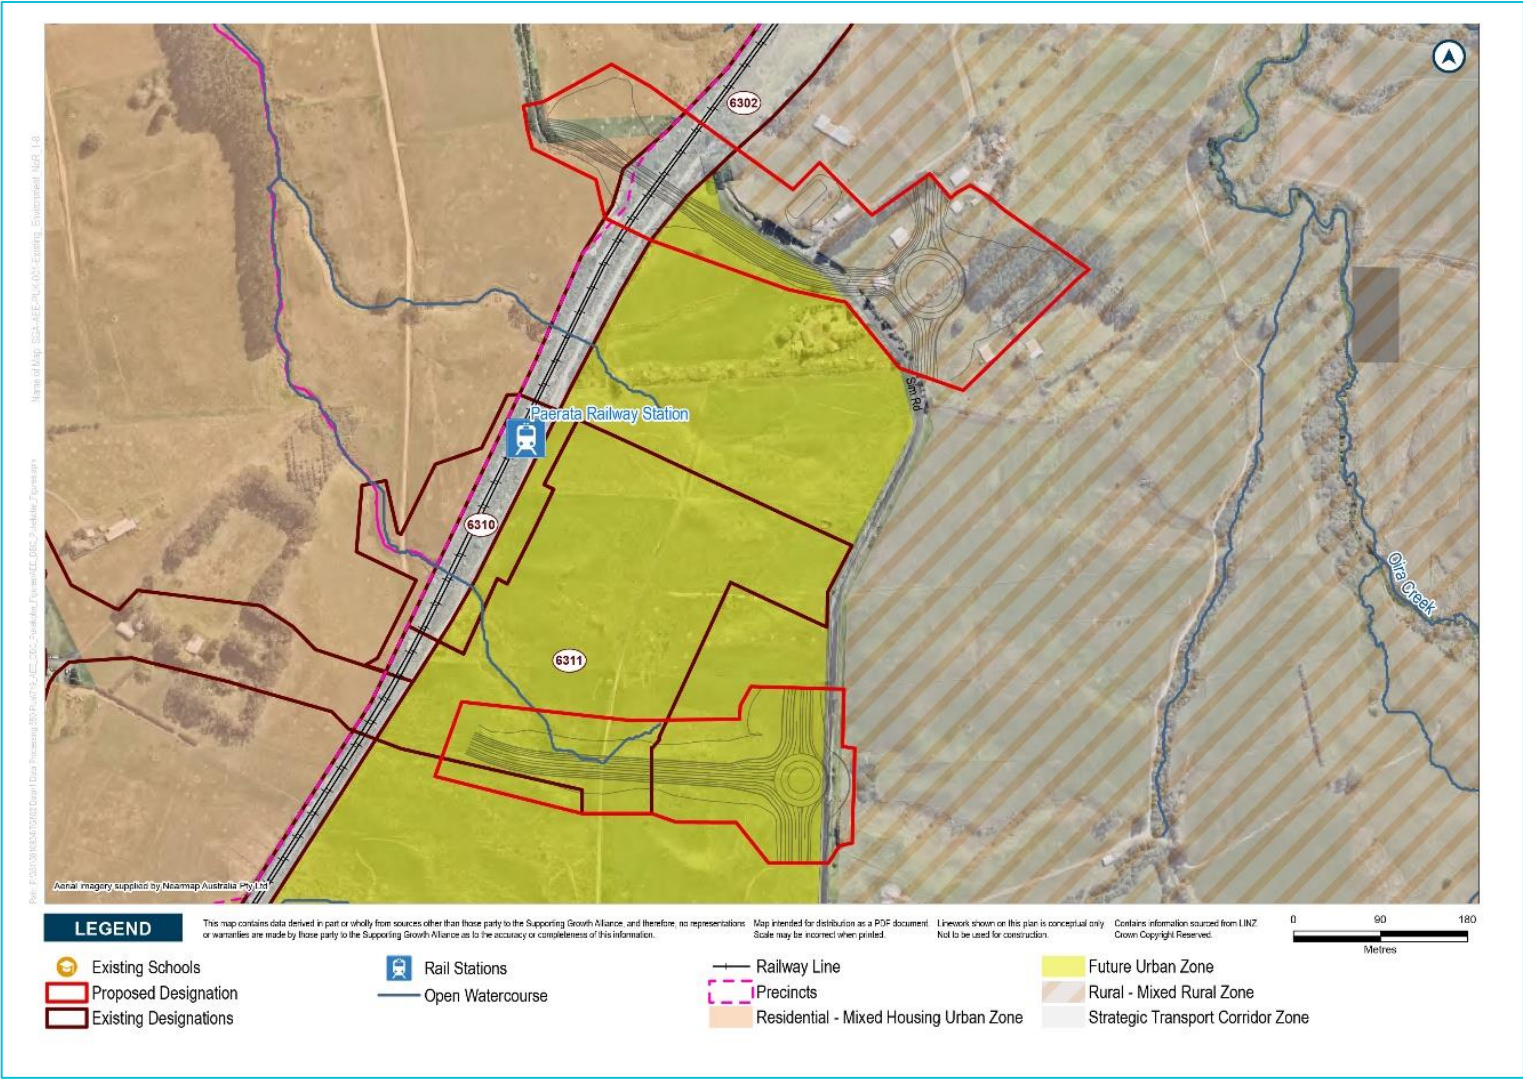 6302
Sim Rd
Paerata Railway Station
6310
Oira Creek
6311
Aerial imagery supplied by Nearmap Australia Pty Ltd
LEGEND
This map contains data derived in part or wholly from sources other than those party to the Supporting Growth Alliance, and therefore, no representations
or warranties are made by those party to the Supporting Growth Alliance as to the accuracy or completeness of this information.
Map intended for distribution as a PDF document.
Scale may be incorrect when printed.
Linework shown on this plan is conceptual only
Not to be used for construction.
Contains information sourced from LINZ.
Crown Copyright Reserved.
0 90 180
Metres
Existing Schools
Proposed Designation
Existing Designations
Rail Stations
Open Watercourse
Railway Line
Precincts
Residential - Mixed Housing Urban Zone
Future Urban Zone
Rural - Mixed Rural Zone
Strategic Transport Corridor Zone